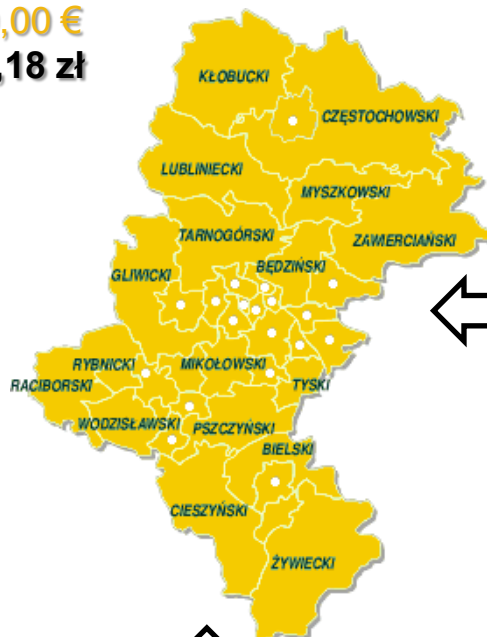 ,00 €
,18 zł
KŁOBUCKI
CZĘSTOCHOWSKI
LUBLINIECKI
MYSZKOWSKI
TARNOGÓRSKI
ZAWIERCIAŃSKI
BĘDZIŃSKI
GLIWICKI
RYBNICKI
MIKOŁOWSKI
RACIBORSKI
TYSKI
WODZISŁAWSKI
PSZCZYŃSKI
BIELSKI
CIESZYŃSKI
ŻYWIECKI